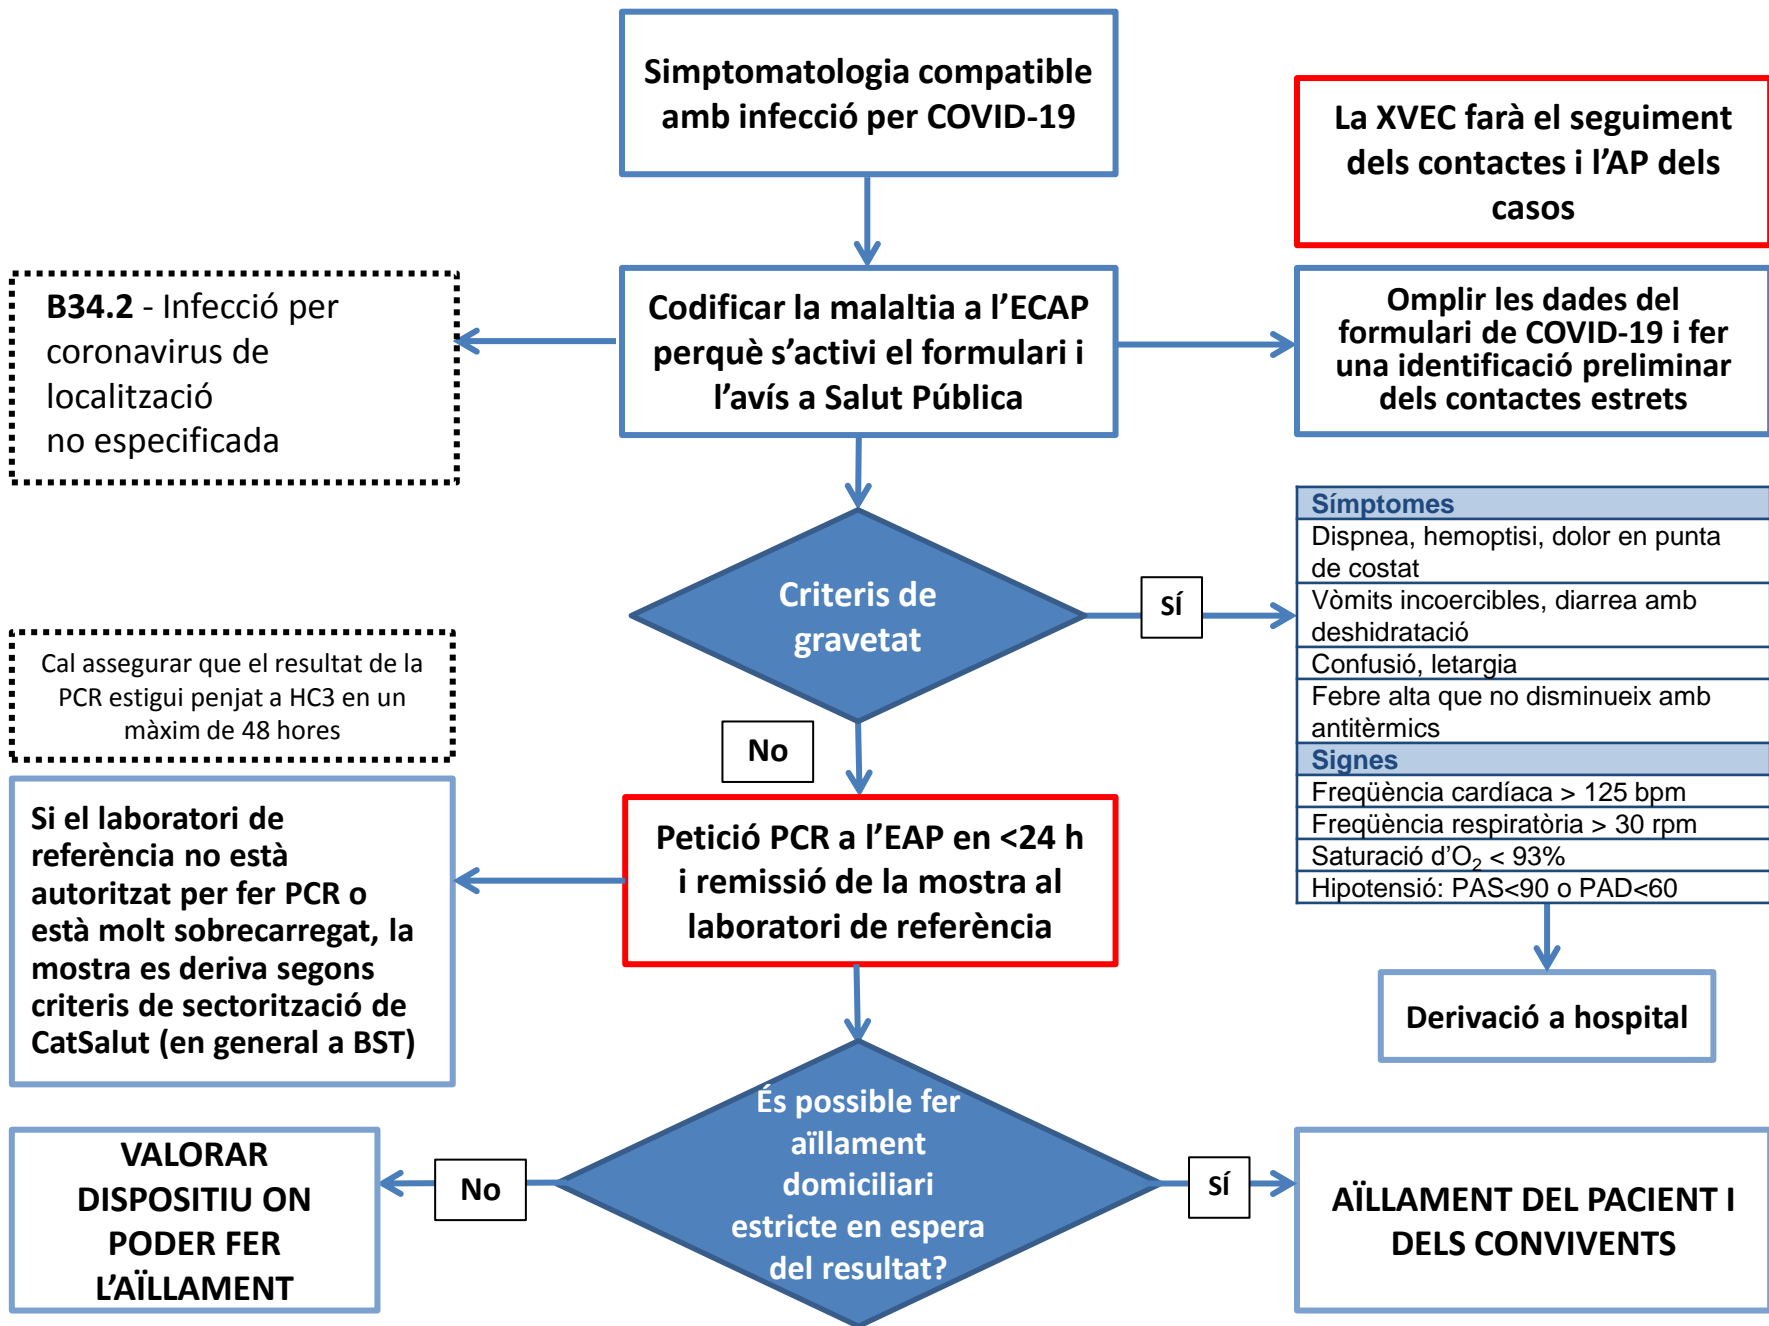 Simptomatologia compatible
amb infecció per COVID-19
La XVEC farà el seguiment
dels contactes i l’AP dels
casos
B34.2 - Infecció per
coronavirus de
localització
no especificada
Codificar la malaltia a l’ECAP
perquè s’activi el formulari i
l’avís a Salut Pública
Omplir les dades del
formulari de COVID-19 i fer
una identificació preliminar
dels contactes estrets
Criteris de
gravetat
SÍ
Símptomes
Dispnea, hemoptisi, dolor en punta
de costat
Vòmits incoercibles, diarrea amb
deshidratació
Confusió, letargia
Febre alta que no disminueix amb
antitèrmics
Signes
Freqüència cardíaca > 125 bpm
Freqüència respiratòria > 30 rpm
Saturació d’O₂ < 93%
Hipotensió: PAS<90 o PAD<60
Derivació a hospital
Cal assegurar que el resultat de la
PCR estigui penjat a HC3 en un
màxim de 48 hores
No
Si el laboratori de
referència no està
autoritzat per fer PCR o
està molt sobrecarregat, la
mostra es deriva segons
criteris de sectorització de
CatSalut (en general a BST)
Petició PCR a l’EAP en <24 h
i remissió de la mostra al
laboratori de referència
És possible fer
aïllament
domiciliari
estricte en espera
del resultat?
No
VALORAR
DISPOSITIU ON
PODER FER
L’AÏLLAMENT
SÍ
AÏLLAMENT DEL PACIENT I
DELS CONVIVENTS